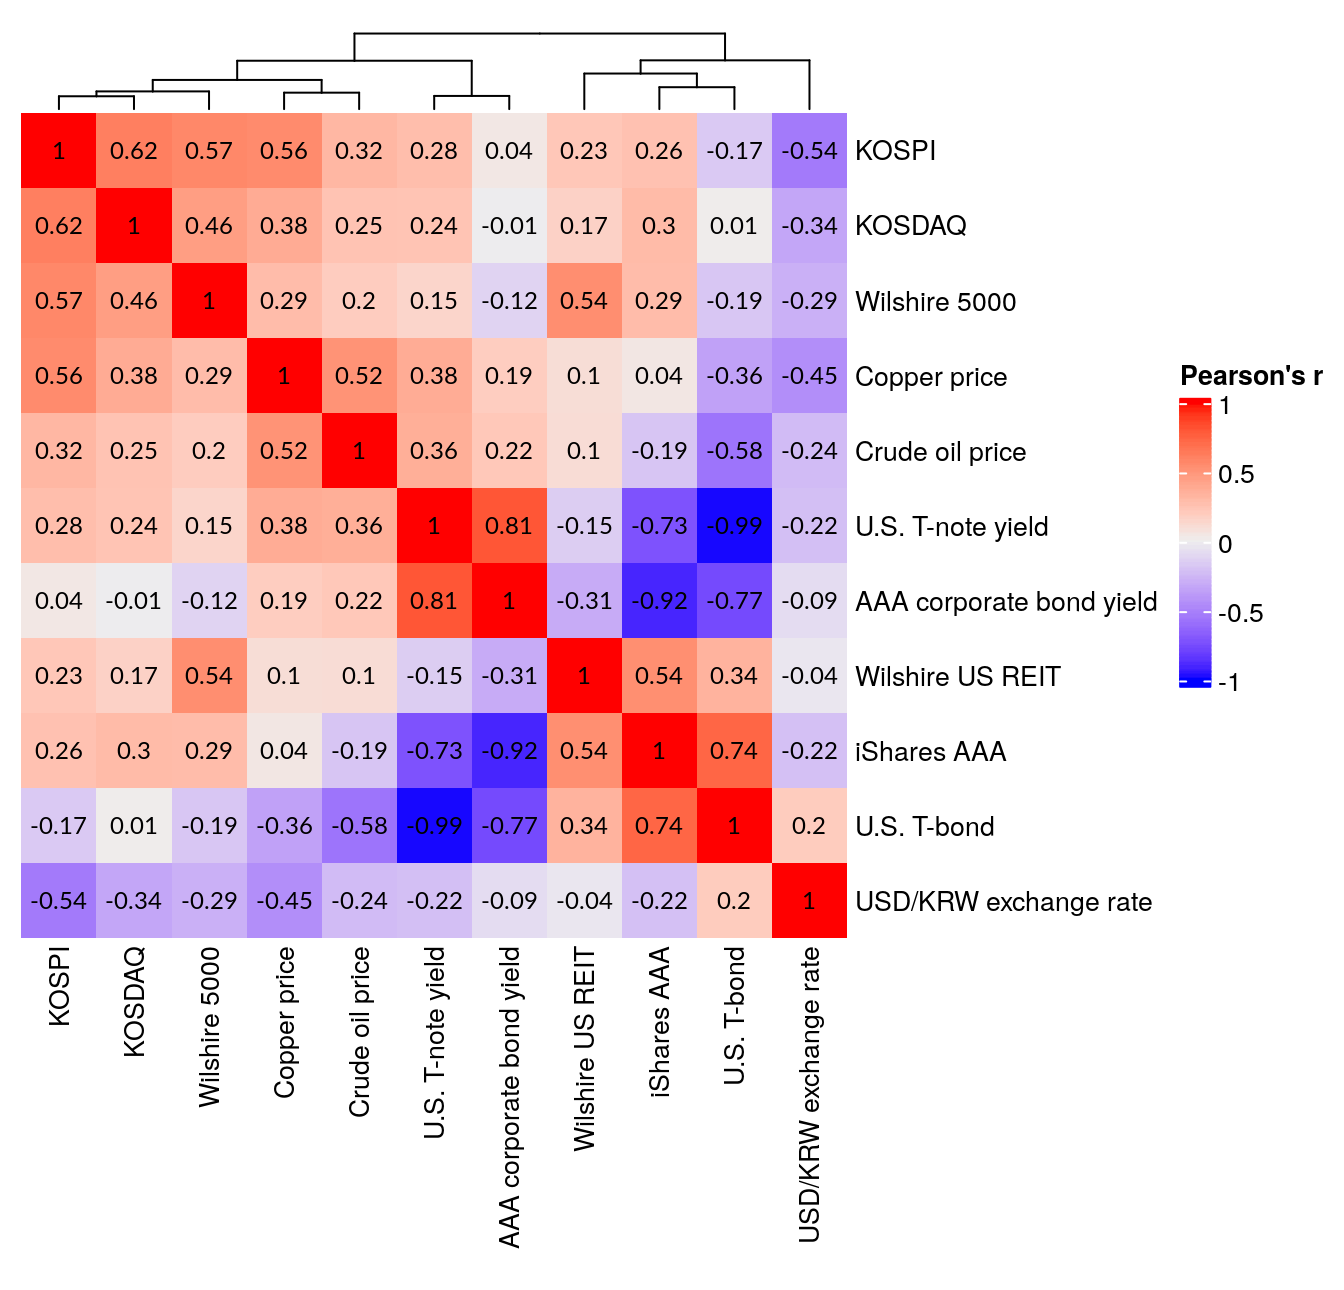 1 0.62 0.57 0.56 0.32 0.28 0.04 0.23 0.26 -0.17 -0.54 KOSPI
0.62 1 0.46 0.38 0.25 0.24 -0.01 0.17 0.3 0.01 -0.34 KOSDAQ
0.57 0.46 1 0.29 0.2 0.15 -0.12 0.54 0.29 -0.19 -0.29 Wilshire 5000
0.56 0.38 0.29 1 0.52 0.38 0.19 0.1 0.04 -0.36 -0.45 Copper price
0.32 0.25 0.2 0.52 1 0.36 0.22 0.1 -0.19 -0.58 -0.24 Crude oil price
0.28 0.24 0.15 0.38 0.36 1 0.81 -0.15 -0.73 -0.99 -0.22 U.S. T-note yield
0.04 -0.01 -0.12 0.19 0.22 0.81 1 -0.31 -0.92 -0.77 -0.09 AAA corporate bond yield
0.23 0.17 0.54 0.1 0.1 -0.15 -0.31 1 0.54 0.34 -0.04 Wilshire US REIT
0.26 0.3 0.29 0.04 -0.19 -0.73 -0.92 0.54 1 0.74 -0.22 iShares AAA
-0.17 0.01 -0.19 -0.36 -0.58 -0.99 -0.77 0.34 0.74 1 0.2 U.S. T-bond
-0.54 -0.34 -0.29 -0.45 -0.24 -0.22 -0.09 -0.04 -0.22 0.2 1 USD/KRW exchange rate
KOSPI
KOSDAQ
Wilshire 5000
Copper price
Crude oil price
U.S. T-note yield
AAA corporate bond yield
Wilshire US REIT
iShares AAA
U.S. T-bond
USD/KRW exchange rate
Pearson's r
1
0.5
0
-0.5
-1